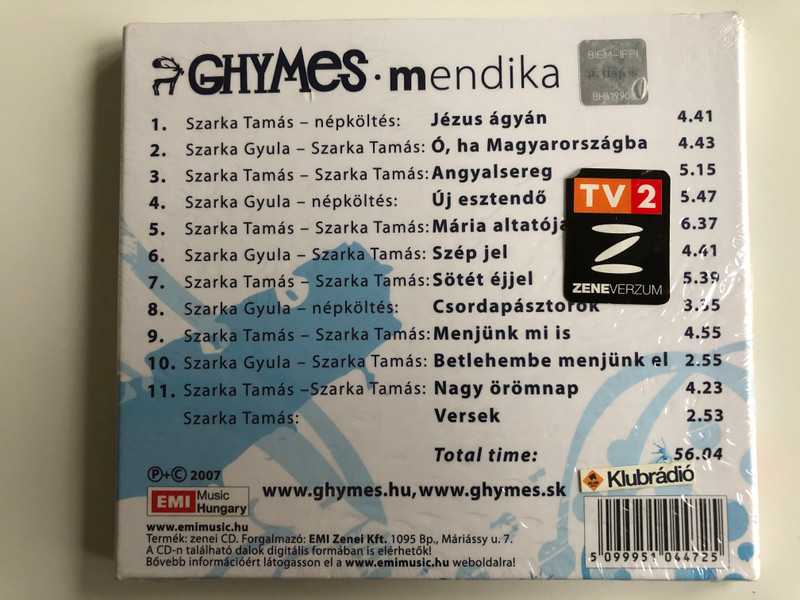 GHYMES · mendika
BIEM-IFPI
artisjus
1. Szarka Tamás – népköltés: Jézus ágyán 4.41
2. Szarka Gyula – Szarka Tamás: Ó, ha Magyarországba 4.43
3. Szarka Tamás – Szarka Tamás: Angyalsereg 5.15
4. Szarka Gyula – népköltés: Új esztendő 5.47
5. Szarka Tamás – Szarka Tamás: Mária altatója 6.37
6. Szarka Gyula – Szarka Tamás: Szép jel 4.41
7. Szarka Tamás – Szarka Tamás: Sötét éjjel 5.39
8. Szarka Gyula – népköltés: Csordapásztorok 3.35
9. Szarka Tamás – Szarka Tamás: Menjünk mi is 4.55
10. Szarka Gyula – Szarka Tamás: Betlehembe menjünk el 2.55
11. Szarka Tamás –Szarka Tamás: Nagy örömnap 4.23
Szarka Tamás: Versek 2.53
Total time: 56.04
TV2
ZENEVERZUM
Ⓟ+© 2007
EMI Music Hungary
www.ghymes.hu, www.ghymes.sk
Klubrádió
www.emimusic.hu
Termék: zenei CD. Forgalmazó: EMI Zenei Kft. 1095 Bp., Máriássy u. 7.
A CD-n található dalok digitális formában is elérhetők!
Bővebb információért látogasson el a www.emimusic.hu weboldalra!
5 099951 044725